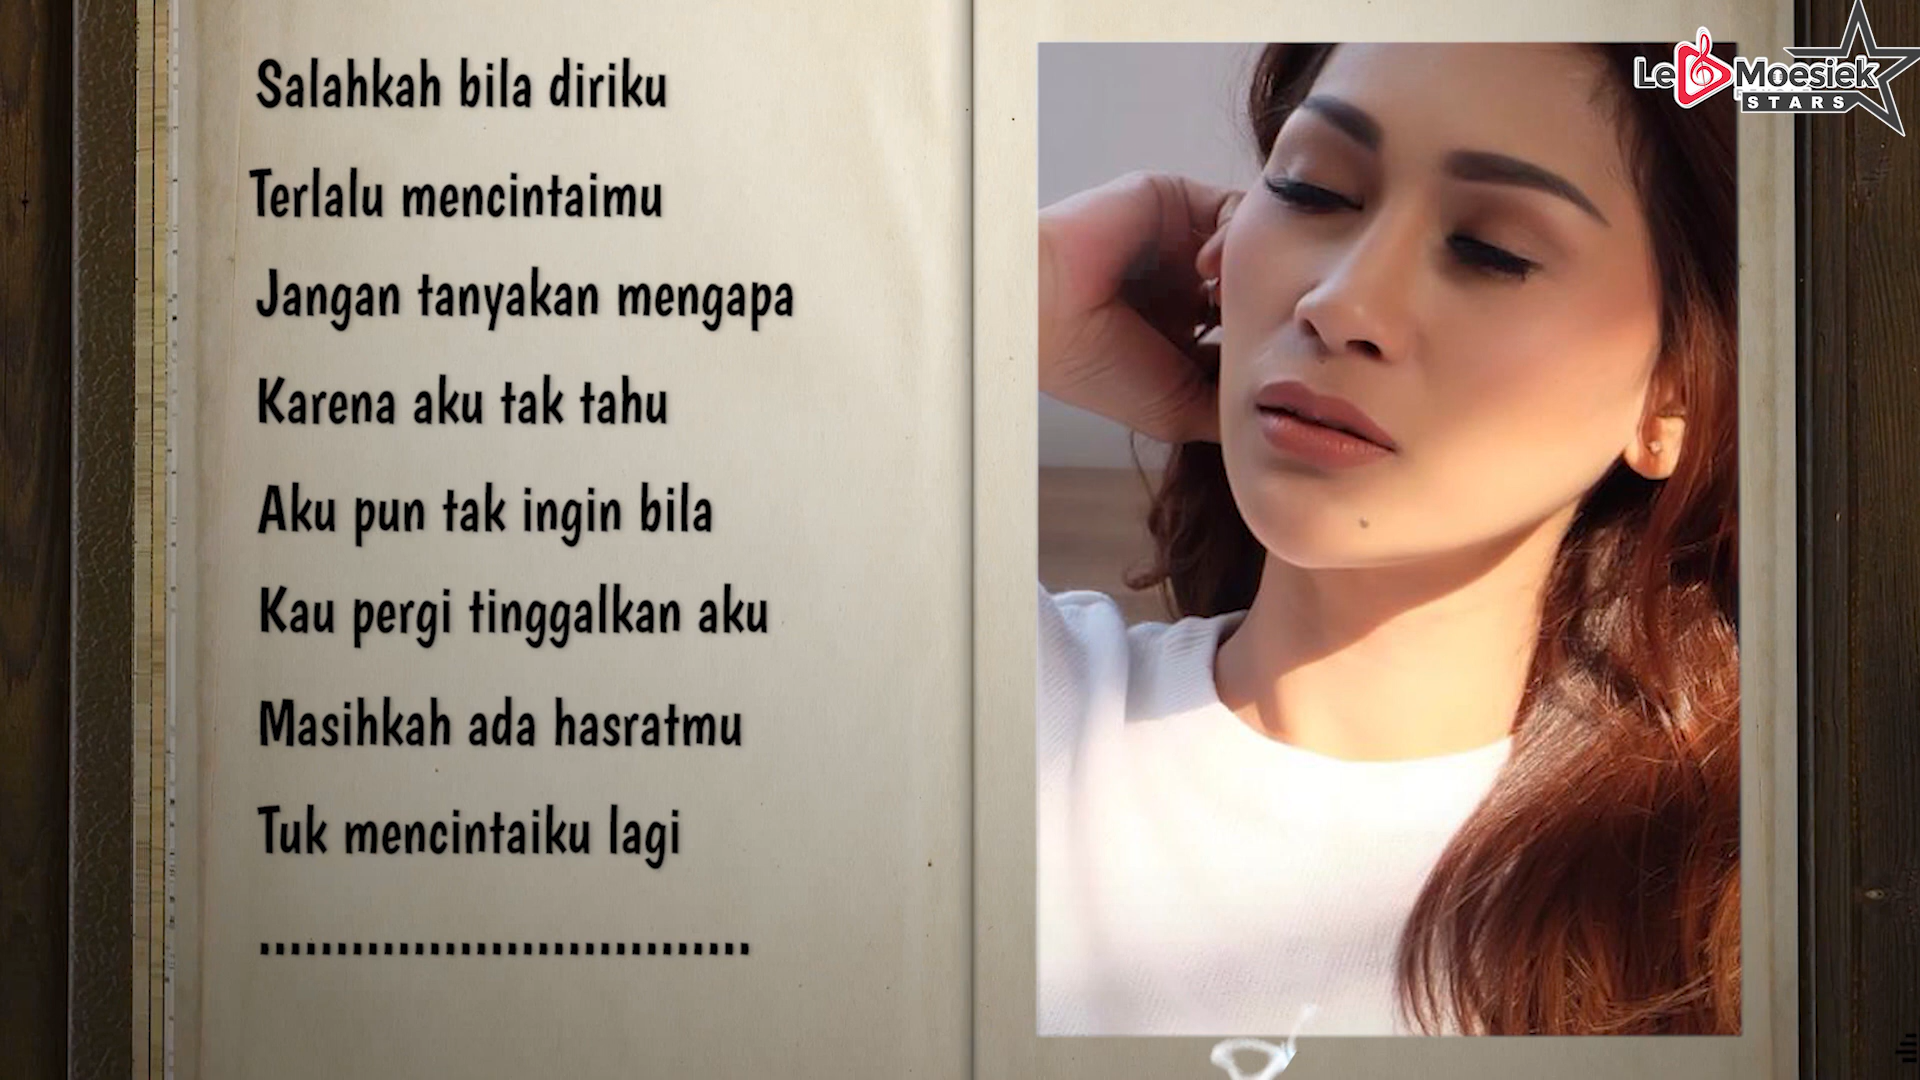 Salahkah bila diriku
Terlalu mencintaimu
Jangan tanyakan mengapa
Karena aku tak tahu
Aku pun tak ingin bila
Kau pergi tinggalkan aku
Masihkah ada hasratmu
Tuk mencintaiku lagi
................................
Le Moesiek
STARS